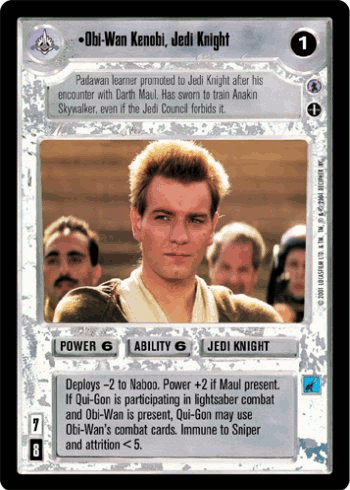 •Obi-Wan Kenobi, Jedi Knight
1
Padawan learner promoted to Jedi Knight after his
encounter with Darth Maul. Has sworn to train Anakin
Skywalker, even if the Jedi Council forbids it.
POWER 6
ABILITY 6
JEDI KNIGHT
Deploys -2 to Naboo. Power +2 if Maul present.
If Qui-Gon is participating in lightsaber combat
and Obi-Wan is present, Qui-Gon may use
Obi-Wan's combat cards. Immune to Sniper
and attrition < 5.
7
8